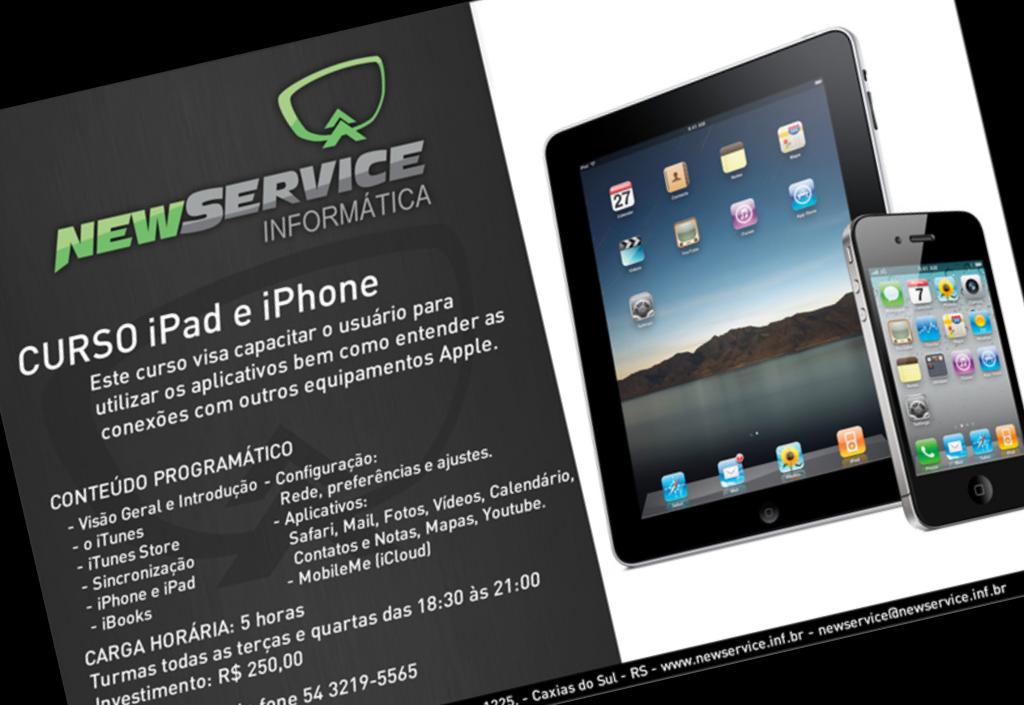 NEWSERVICE
INFORMÁTICA
CURSO iPad e iPhone
Este curso visa capacitar o usuário para
utilizar os aplicativos bem como entender as
conexões com outros equipamentos Apple.
CONTEÚDO PROGRAMÁTICO
- Visão Geral e Introdução
- o iTunes
- iTunes Store
- Sincronização
- iPhone e iPad
- iBooks
- Configuração:
Rede, preferências e ajustes.
- Aplicativos:
Safari, Mail, Fotos, Vídeos, Calendário,
Contatos e Notas, Mapas, Youtube.
- MobileMe (iCloud)
CARGA HORÁRIA: 5 horas
Turmas todas as terças e quartas das 18:30 às 21:00
Investimento: R$ 250,00
fone 54 3219-5565
1225, - Caxias do Sul - RS - www.newservice.inf.br - newservice@newservice.inf.br
27
7